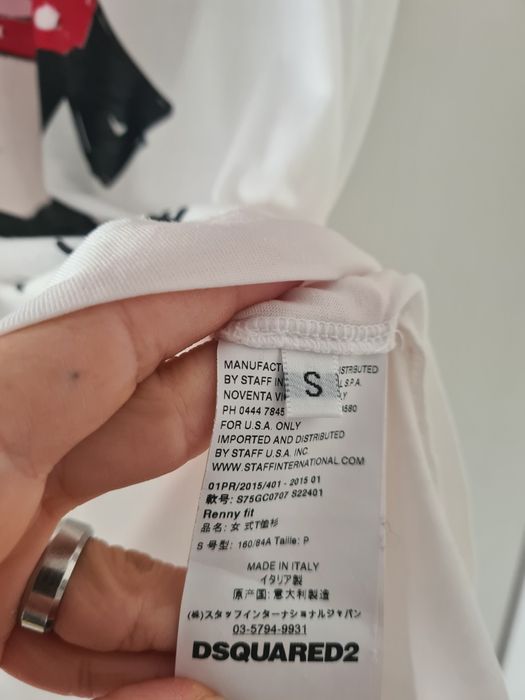 MANUFACT STRIBUTED
BY STAFF IN L S.P.A.
NOVENTA VI
PH 0444 7845 580
S
FOR U.S.A. ONLY
IMPORTED AND DISTRIBUTED
BY STAFF U.S.A. INC.
WWW.STAFFINTERNATIONAL.COM
01PR/2015/401 - 2015 01
款号: S75GC0707 S22401
Renny fit
品名: 女式T恤衫
S 号型: 160/84A Taille: P
MADE IN ITALY
イタリア製
原产国: 意大利製造
(株)スタッフインターナショナルジャパン
03-5794-9931
DSQUARED2